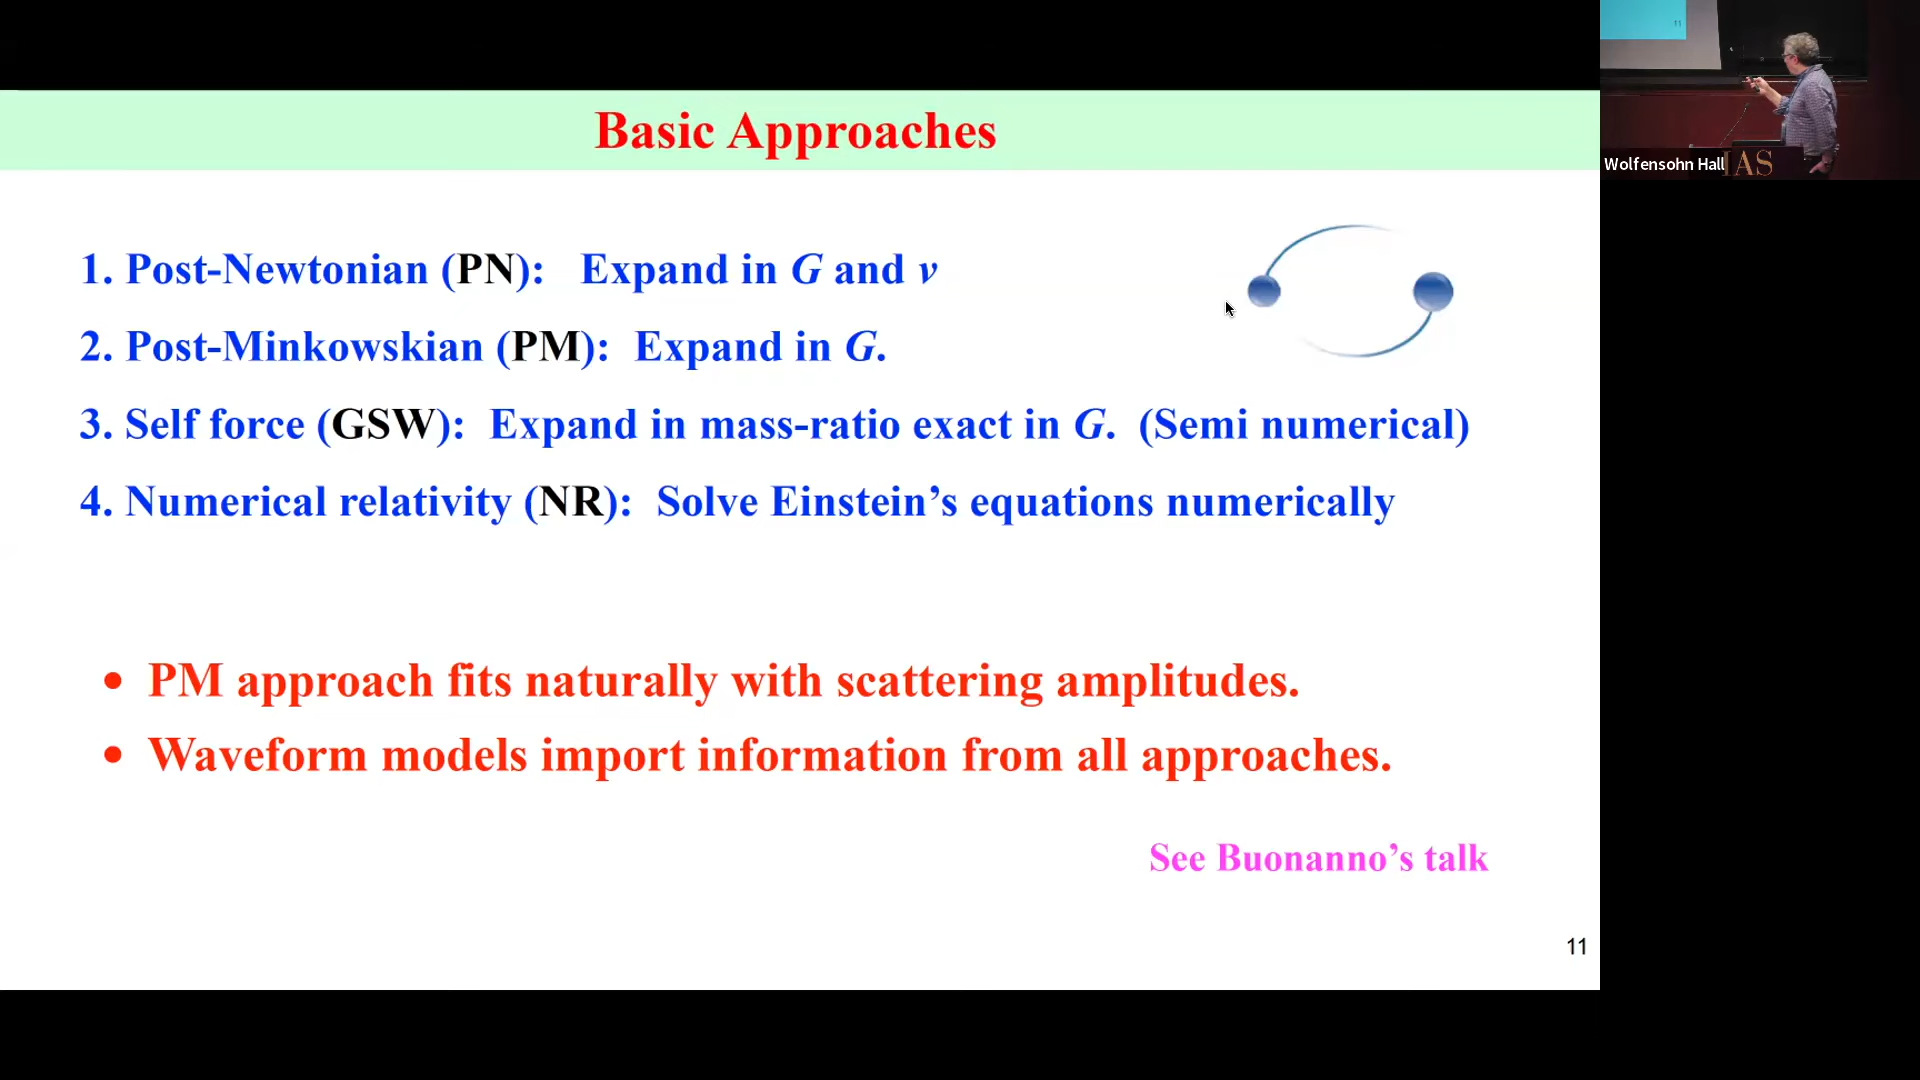 Basic Approaches
1. Post-Newtonian (PN): Expand in G and v
2. Post-Minkowskian (PM): Expand in G.
3. Self force (GSW): Expand in mass-ratio exact in G. (Semi numerical)
4. Numerical relativity (NR): Solve Einstein’s equations numerically
• PM approach fits naturally with scattering amplitudes.
• Waveform models import information from all approaches.
See Buonanno’s talk
11
11
Wolfensohn Hall
IAS